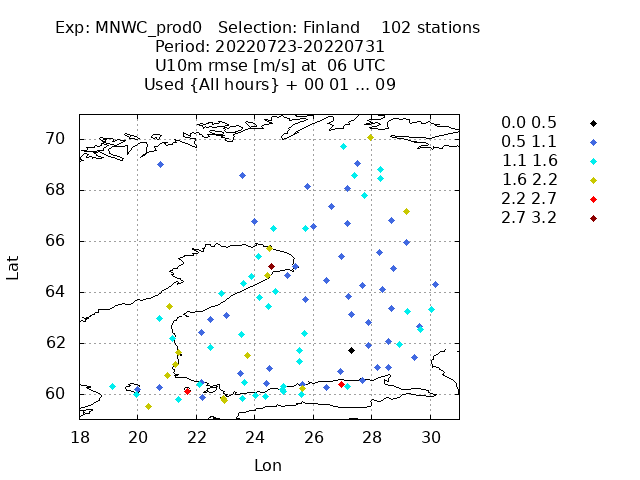 Exp: MNWC_prod0   Selection: Finland    102 stations
Period: 20220723-20220731
U10m rmse [m/s] at  06 UTC
Used {All hours} + 00 01 ... 09
0.0 0.5
0.5 1.1
1.1 1.6
1.6 2.2
2.2 2.7
2.7 3.2
70
68
66
64
62
60
Lat
18 20 22 24 26 28 30
Lon